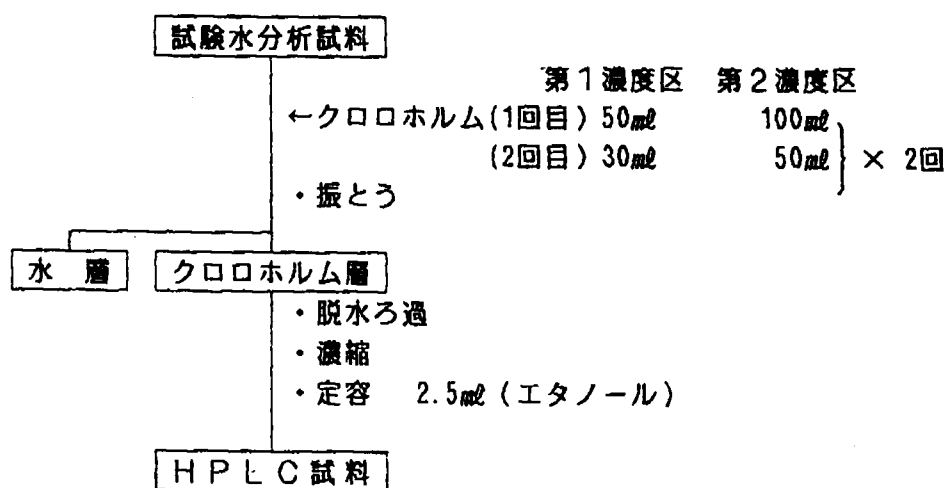 試験水分析試料
第1濃度区 第2濃度区
←クロロホルム(1回目) 50㎖ 100㎖
(2回目) 30㎖ 50㎖ × 2回
・振とう
水 層 クロロホルム層
・脱水ろ過
・濃縮
・定容 2.5㎖(エタノール)
HPLC試料